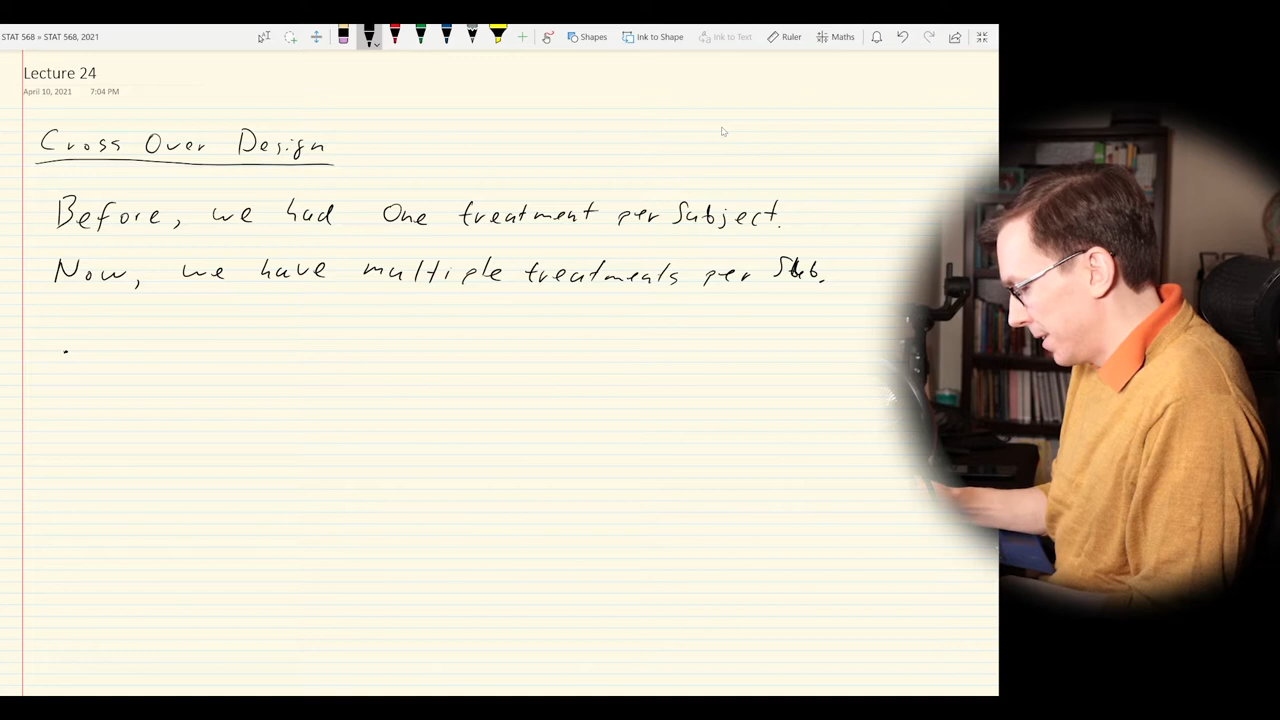 STAT 568 » STAT 568, 2021
Shapes
Ink to Shape
Ink to Text
Ruler
Maths
Lecture 24
April 10, 2021 7:04 PM
Cross Over Design
Before, we had One treatment per Subject.
Now, we have multiple treatments per Sub.